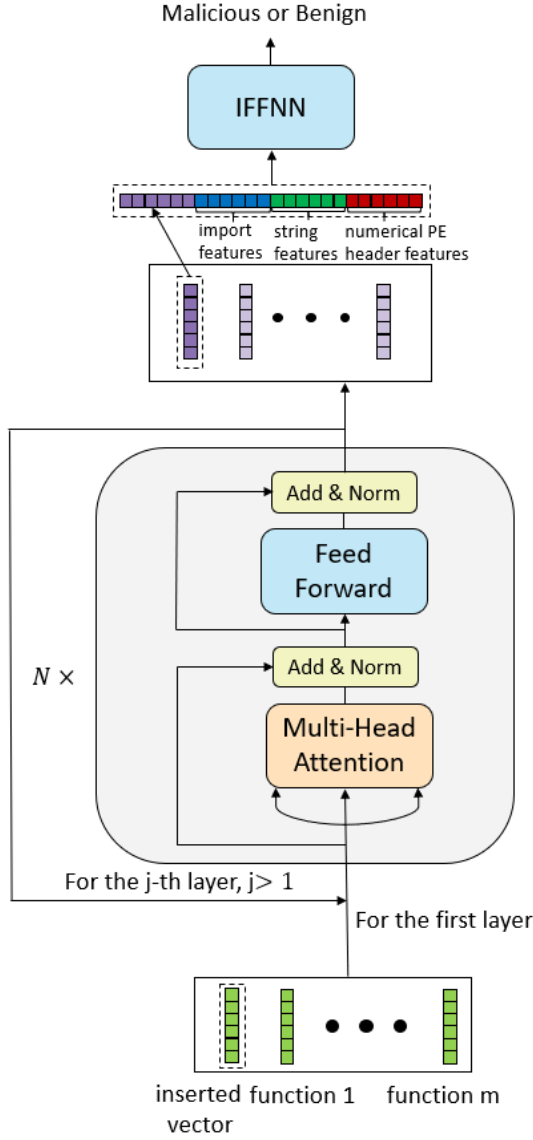 Malicious or Benign
IFFNN
import
features
string
features
numerical PE
header features
Add & Norm
Feed
Forward
Add & Norm
N ×
Multi-Head
Attention
For the j-th layer, j> 1
For the first layer
inserted
vector
function 1
function m